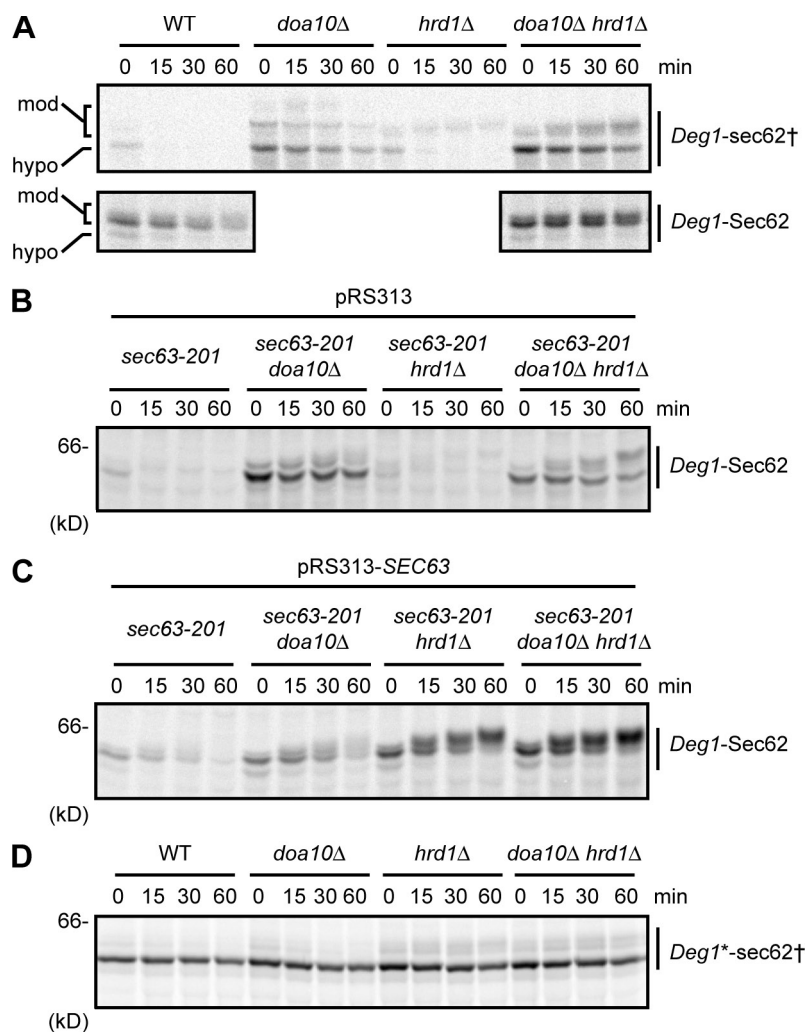 A
WT doa10Δ hrd1Δ doa10Δ hrd1Δ
0 15 30 60 0 15 30 60 0 15 30 60 0 15 30 60 min
mod
hypo
Deg1-sec62†
mod
hypo
Deg1-Sec62
B
pRS313
sec63-201 sec63-201 doa10Δ sec63-201 hrd1Δ sec63-201 doa10Δ hrd1Δ
0 15 30 60 0 15 30 60 0 15 30 60 0 15 30 60 min
66-
Deg1-Sec62
(kD)
C
pRS313-SEC63
sec63-201 sec63-201 doa10Δ sec63-201 hrd1Δ sec63-201 doa10Δ hrd1Δ
0 15 30 60 0 15 30 60 0 15 30 60 0 15 30 60 min
66-
Deg1-Sec62
(kD)
D
WT doa10Δ hrd1Δ doa10Δ hrd1Δ
0 15 30 60 0 15 30 60 0 15 30 60 0 15 30 60 min
66-
Deg1*-sec62†
(kD)